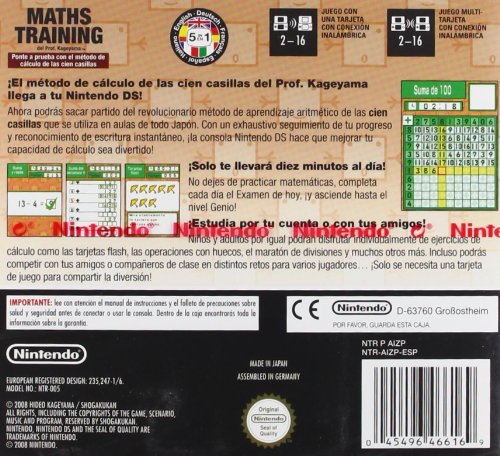 MATHS
TRAINING
del Prof. Kageyama™
Ponte a prueba con el método
de cálculo de las cien casillas
English • Deutsch •
Français • Español • Italiano
5 en 1
JUEGO CON
UNA TARJETA
CON CONEXIÓN
INALÁMBRICA
2-16
JUEGO MULTI-
TARJETA
CON CONEXIÓN
INALÁMBRICA
2-16
¡El método de cálculo de las cien casillas del Prof. Kageyama
llega a tu Nintendo DS!
Ahora podrás sacar partido del revolucionario método de aprendizaje aritmético de las cien
casillas que se utiliza en aulas de todo Japón. Con un exhaustivo seguimiento de tu progreso
y reconocimiento de escritura instantáneo, ¡la consola Nintendo DS hace que mejorar tu
capacidad de cálculo sea divertido!
Suma de 100
02:18
13-4=
¡Solo te llevará diez minutos al día!
No dejes de practicar matemáticas, completa
cada día el Examen de hoy, ¡y asciende hasta el
nivel Genio!
¡Estudia por tu cuenta o con tus amigos!
Nintendo Nintendo Nintendo Nintendo
Niños y adultos por igual podrán disfrutar individualmente de ejercicios de
cálculo como las tarjetas flash, las operaciones con huecos, el maratón de divisiones y muchos otros más. Incluso podrás
competir con tus amigos o compañeros de clase en distintos retos para varios jugadores... ¡Solo se necesita una tarjeta
de juego para compartir la diversión!
IMPORTANTE: lee con atención el manual de instrucciones y el folleto de precauciones sobre
salud y seguridad antes de conectar o usar la consola. Dentro de la caja encontrarás toda la
información sobre la garantía.
Nintendo
D-63760 Großostheim
POR FAVOR, GUARDA ESTA CAJA.
Nintendo
EUROPEAN REGISTERED DESIGN: 235,247-1/6.
MODEL NO.: NTR-005
© 2008 HIDEO KAGEYAMA / SHOGAKUKAN
ALL RIGHTS, INCLUDING THE COPYRIGHTS OF GAME, SCENARIO,
MUSIC AND PROGRAM, RESERVED BY SHOGAKUKAN.
NINTENDO, NINTENDO DS AND THE SEAL OF QUALITY ARE
TRADEMARKS OF NINTENDO.
© 2008 NINTENDO.
MADE IN JAPAN
ASSEMBLED IN GERMANY
Original
Nintendo
NTR P AIZP
NTR-AIZP-ESP
0 45496 46616 9